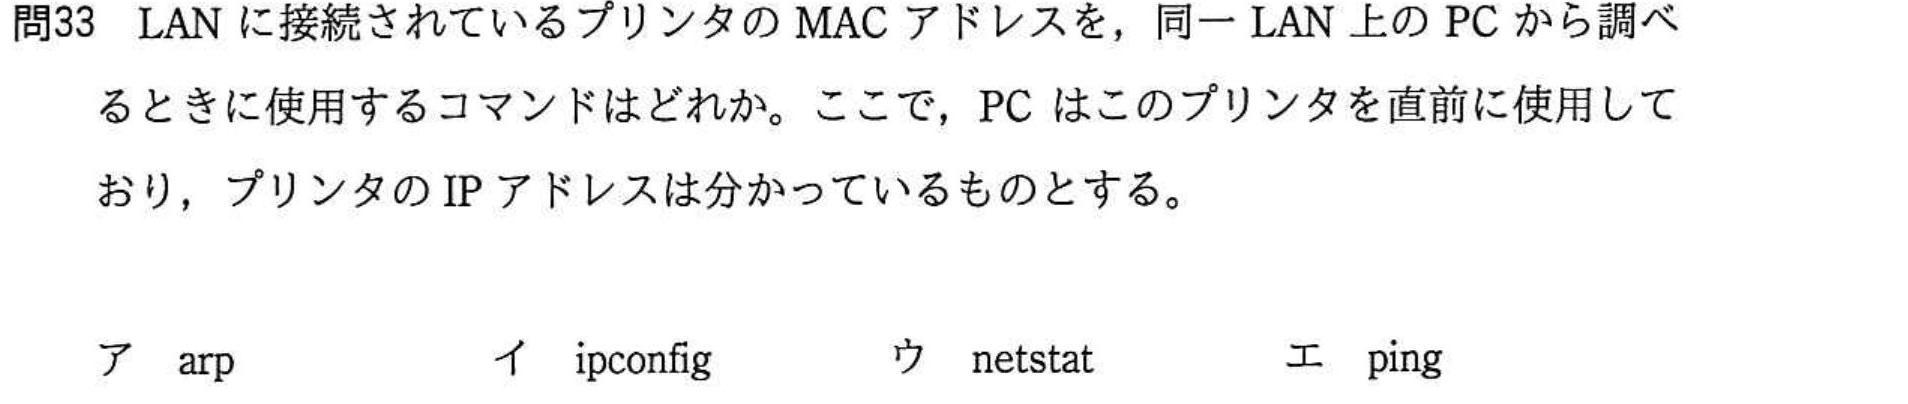 問33 LAN に接続されているプリンタの MAC アドレスを，同一 LAN 上の PC から調べ
るときに使用するコマンドはどれか。ここで，PC はこのプリンタを直前に使用して
おり，プリンタの IP アドレスは分かっているものとする。
ア arp イ ipconfig ウ netstat エ ping